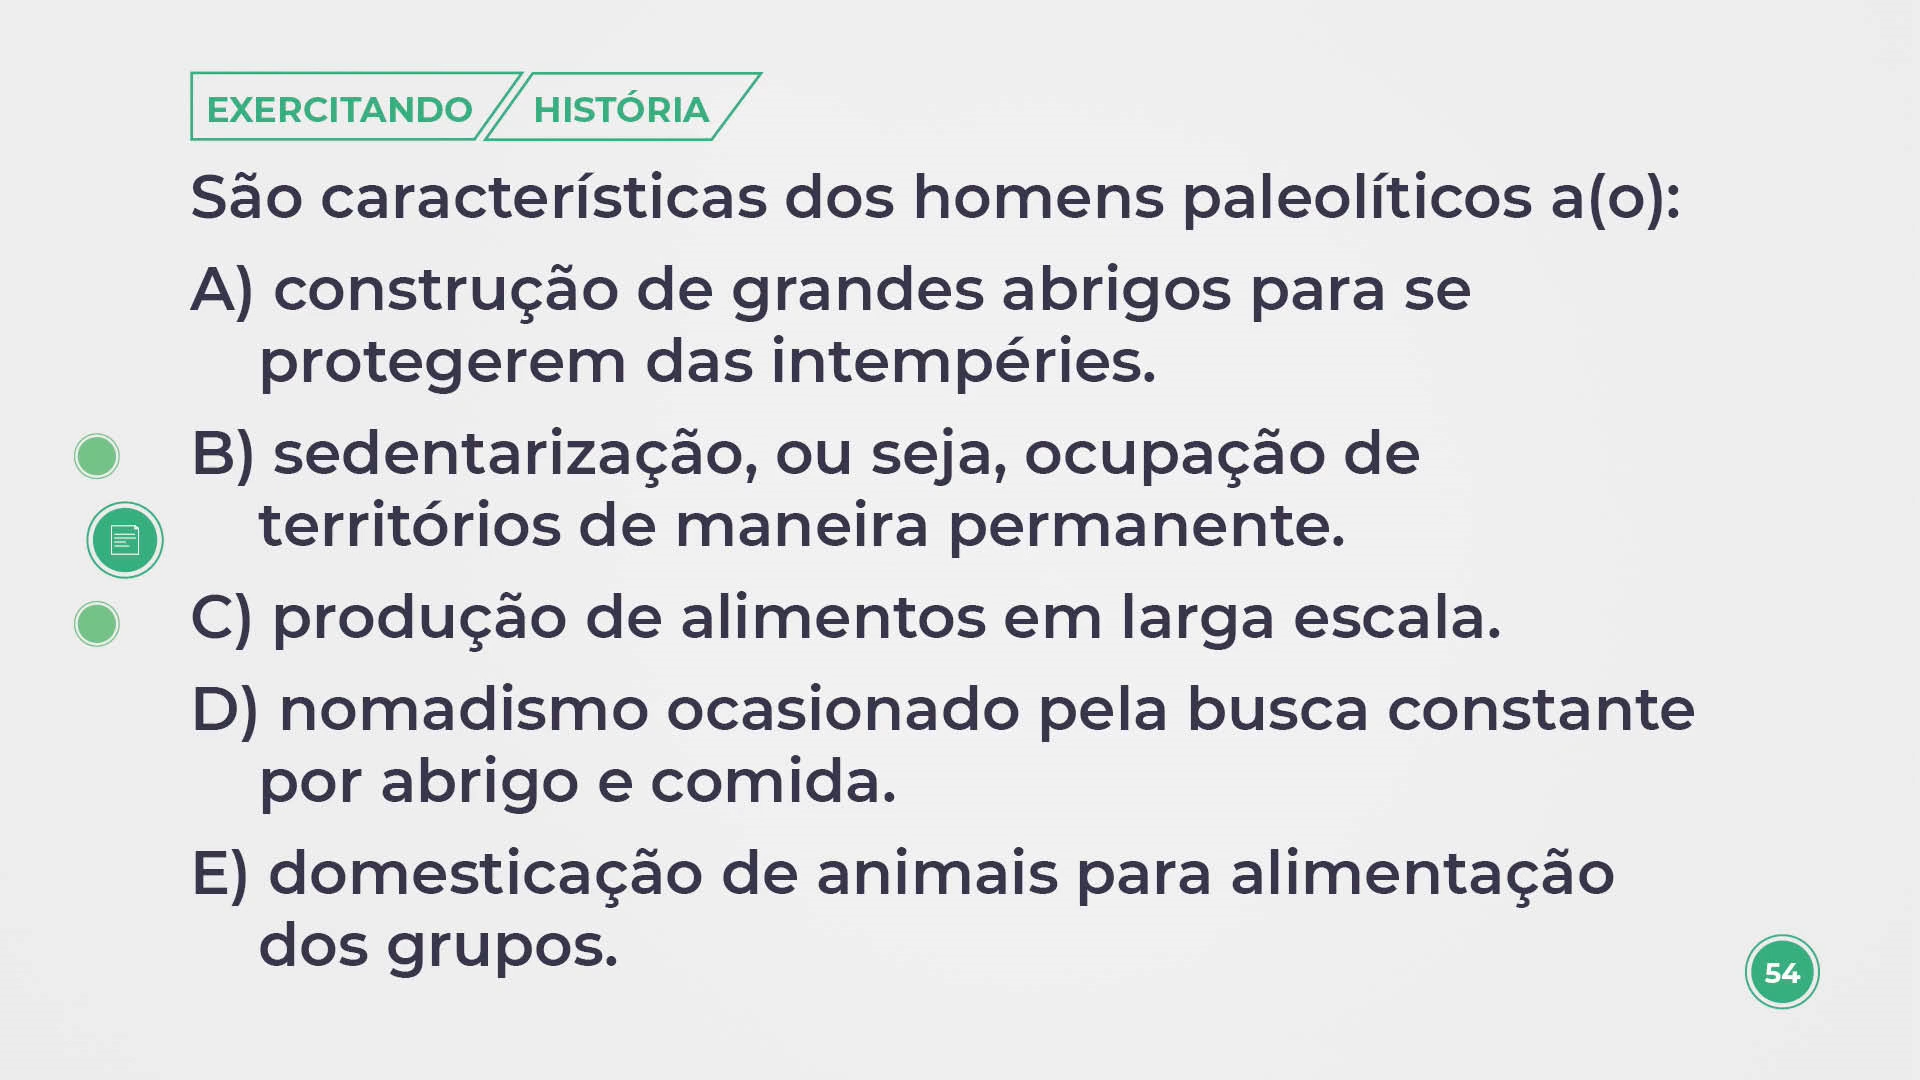 EXERCITANDO HISTÓRIA
São características dos homens paleolíticos a(o):
A) construção de grandes abrigos para se
protegerem das intempéries.
B) sedentarização, ou seja, ocupação de
territórios de maneira permanente.
C) produção de alimentos em larga escala.
D) nomadismo ocasionado pela busca constante
por abrigo e comida.
E) domesticação de animais para alimentação
dos grupos.
54